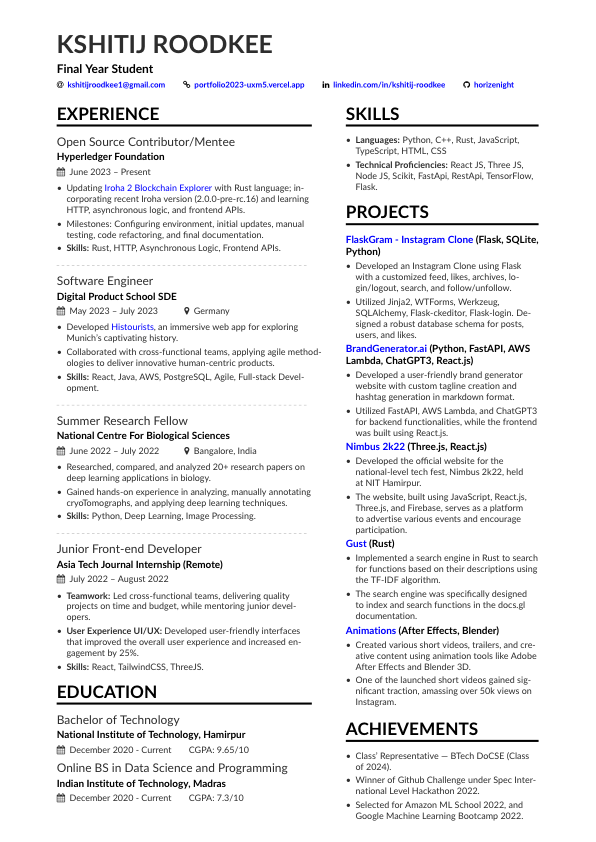 KSHITIJ ROODKEE
Final Year Student
kshitijroodkee1@gmail.com portfolio2023-uxm5.vercel.app linkedin.com/in/kshitij-roodkee horizenight
EXPERIENCE
Open Source Contributor/Mentee
Hyperledger Foundation
June 2023 – Present
• Updating Iroha 2 Blockchain Explorer with Rust language; in-
corporating recent Iroha version (2.0.0-pre-rc.16) and learning
HTTP, asynchronous logic, and frontend APIs.
• Milestones: Configuring environment, initial updates, manual
testing, code refactoring, and final documentation.
• Skills: Rust, HTTP, Asynchronous Logic, Frontend APIs.
Software Engineer
Digital Product School SDE
May 2023 – July 2023 Germany
• Developed Histourists, an immersive web app for exploring
Munich's captivating history.
• Collaborated with cross-functional teams, applying agile method-
ologies to deliver innovative human-centric products.
• Skills: React, Java, AWS, PostgreSQL, Agile, Full-stack Devel-
opment.
Summer Research Fellow
National Centre For Biological Sciences
June 2022 – July 2022 Bangalore, India
• Researched, compared, and analyzed 20+ research papers on
deep learning applications in biology.
• Gained hands-on experience in analyzing, manually annotating
cryoTomographs, and applying deep learning techniques.
• Skills: Python, Deep Learning, Image Processing.
Junior Front-end Developer
Asia Tech Journal Internship (Remote)
July 2022 – August 2022
• Teamwork: Led cross-functional teams, delivering quality
projects on time and budget, while mentoring junior devel-
opers.
• User Experience UI/UX: Developed user-friendly interfaces
that improved the overall user experience and increased en-
gagement by 25%.
• Skills: React, TailwindCSS, ThreeJS.
EDUCATION
Bachelor of Technology
National Institute of Technology, Hamirpur
December 2020 - Current CGPA: 9.65/10
Online BS in Data Science and Programming
Indian Institute of Technology, Madras
December 2020 - Current CGPA: 7.3/10
SKILLS
• Languages: Python, C++, Rust, JavaScript,
TypeScript, HTML, CSS
• Technical Proficiencies: React JS, Three JS,
Node JS, Scikit, FastApi, RestApi, TensorFlow,
Flask.
PROJECTS
FlaskGram - Instagram Clone (Flask, SQLite,
Python)
• Developed an Instagram Clone using Flask
with a customized feed, likes, archives, lo-
gin/logout, search, and follow/unfollow.
• Utilized Jinja2, WTForms, Werkzeug,
SQLAlchemy, Flask-ckeditor, Flask-login. De-
signed a robust database schema for posts,
users, and likes.
BrandGenerator.ai (Python, FastAPI, AWS
Lambda, ChatGPT3, React.js)
• Developed a user-friendly brand generator
website with custom tagline creation and
hashtag generation in markdown format.
• Utilized FastAPI, AWS Lambda, and ChatGPT3
for backend functionalities, while the frontend
was built using React.js.
Nimbus 2k22 (Three.js, React.js)
• Developed the official website for the
national-level tech fest, Nimbus 2k22, held
at NIT Hamirpur.
• The website, built using JavaScript, React.js,
Three.js, and Firebase, serves as a platform
to advertise various events and encourage
participation.
Gust (Rust)
• Implemented a search engine in Rust to search
for functions based on their descriptions using
the TF-IDF algorithm.
• The search engine was specifically designed
to index and search functions in the docs.gl
documentation.
Animations (After Effects, Blender)
• Created various short videos, trailers, and cre-
ative content using animation tools like Adobe
After Effects and Blender 3D.
• One of the launched short videos gained sig-
nificant traction, amassing over 50k views on
Instagram.
ACHIEVEMENTS
• Class' Representative — BTech DoCSE (Class
of 2024).
• Winner of Github Challenge under Spec Inter-
national Level Hackathon 2022.
• Selected for Amazon ML School 2022, and
Google Machine Learning Bootcamp 2022.